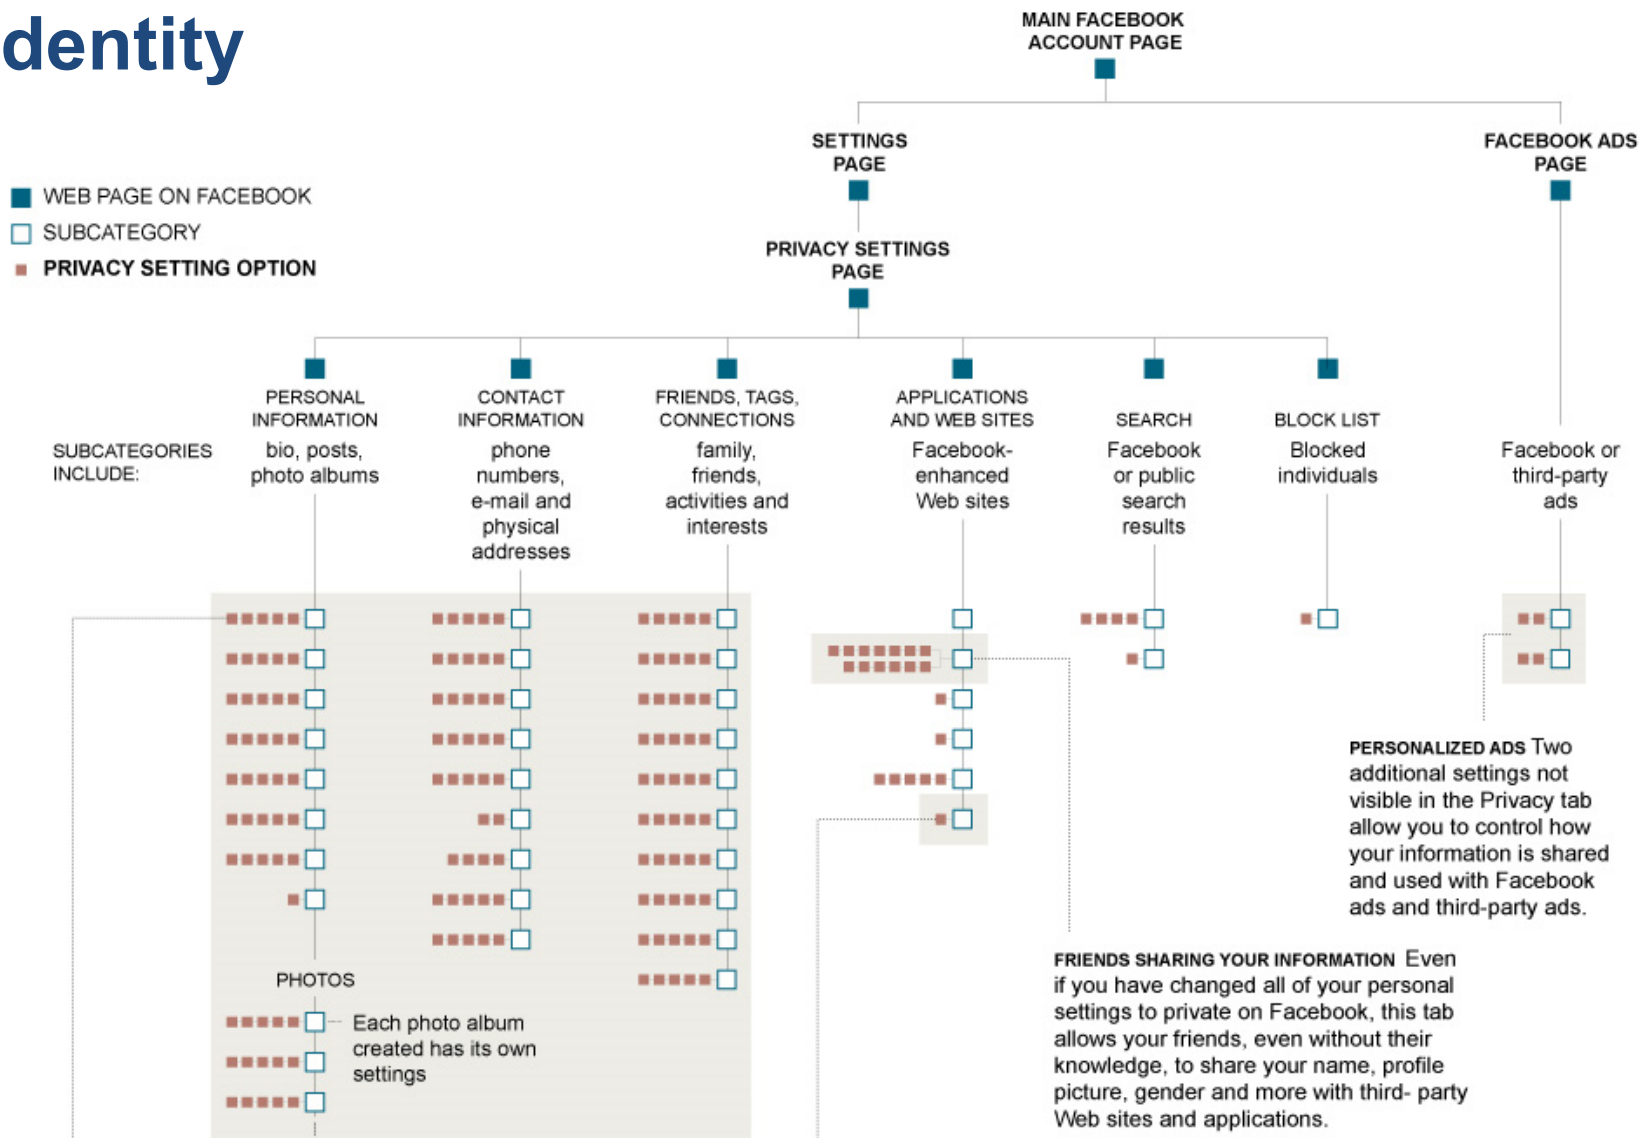 dentity
MAIN FACEBOOK
ACCOUNT PAGE
SETTINGS
PAGE
FACEBOOK ADS
PAGE
WEB PAGE ON FACEBOOK
SUBCATEGORY
PRIVACY SETTING OPTION
PRIVACY SETTINGS
PAGE
SUBCATEGORIES
INCLUDE:
PERSONAL
INFORMATION
bio, posts,
photo albums
CONTACT
INFORMATION
phone
numbers,
e-mail and
physical
addresses
FRIENDS, TAGS,
CONNECTIONS
family,
friends,
activities and
interests
APPLICATIONS
AND WEB SITES
Facebook-
enhanced
Web sites
SEARCH
Facebook
or public
search
results
BLOCK LIST
Blocked
individuals
Facebook or
third-party
ads
PERSONALIZED ADS Two
additional settings not
visible in the Privacy tab
allow you to control how
your information is shared
and used with Facebook
ads and third-party ads.
FRIENDS SHARING YOUR INFORMATION Even
if you have changed all of your personal
settings to private on Facebook, this tab
allows your friends, even without their
knowledge, to share your name, profile
picture, gender and more with third- party
Web sites and applications.
PHOTOS
Each photo album
created has its own
settings